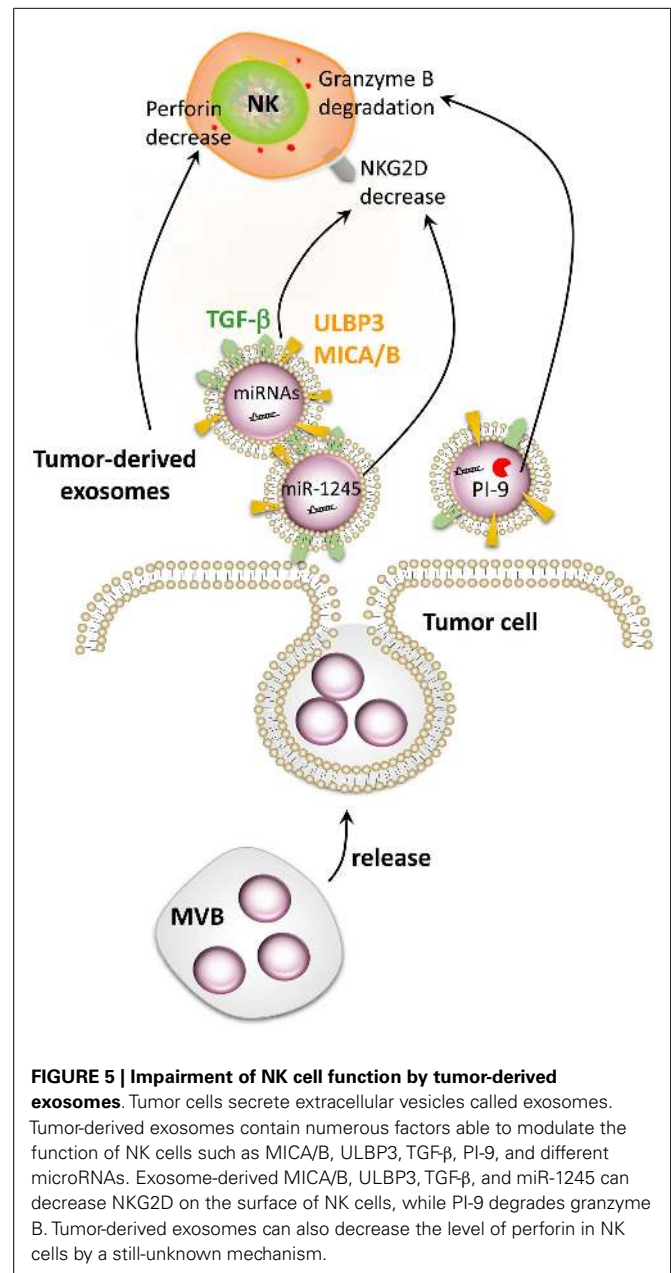 Granzyme B
degradation
NK
Perforin
decrease
NKG2D
decrease
TGF-β
ULBP3
MICA/B
miRNAs
Tumor-derived
exosomes
miR-1245
PI-9
Tumor cell
release
MVB
FIGURE 5 | Impairment of NK cell function by tumor-derived
exosomes. Tumor cells secrete extracellular vesicles called exosomes.
Tumor-derived exosomes contain numerous factors able to modulate the
function of NK cells such as MICA/B, ULBP3, TGF-β, PI-9, and different
microRNAs. Exosome-derived MICA/B, ULBP3, TGF-β, and miR-1245 can
decrease NKG2D on the surface of NK cells, while PI-9 degrades granzyme
B. Tumor-derived exosomes can also decrease the level of perforin in NK
cells by a still-unknown mechanism.